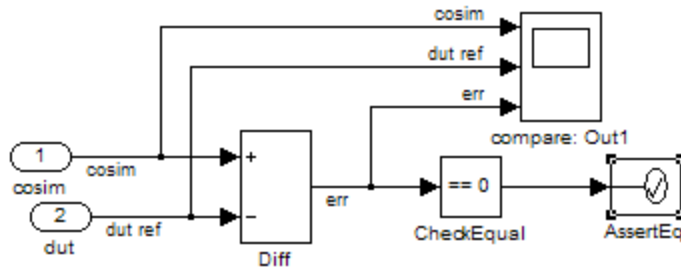 cosim
dut ref
err
compare: Out1
1
cosim
cosim
+
2
dut ref
dut
−
Diff
err
== 0
CheckEqual
AssertEq